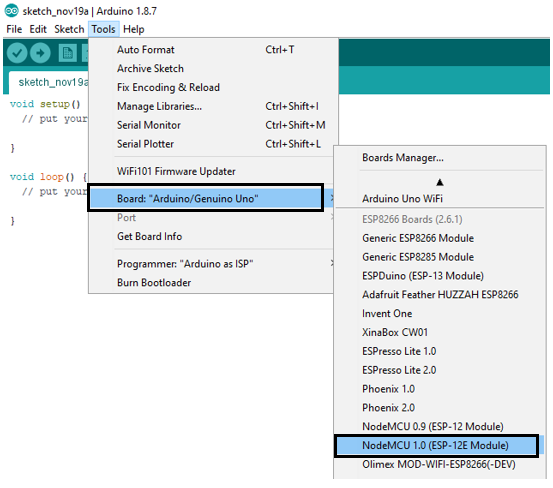 sketch_nov19a | Arduino 1.8.7
File Edit Sketch Tools Help
sketch_nov19a
void setup()
// put your
}
void loop() {
// put your
}
Auto Format Ctrl+T
Archive Sketch
Fix Encoding & Reload
Manage Libraries... Ctrl+Shift+I
Serial Monitor Ctrl+Shift+M
Serial Plotter Ctrl+Shift+L
WiFi101 Firmware Updater
Board: "Arduino/Genuino Uno"
Port
Get Board Info
Programmer: "Arduino as ISP"
Burn Bootloader
Boards Manager...
Arduino Uno WiFi
ESP8266 Boards (2.6.1)
Generic ESP8266 Module
Generic ESP8285 Module
ESPDuino (ESP-13 Module)
Adafruit Feather HUZZAH ESP8266
Invent One
XinaBox CW01
ESPresso Lite 1.0
ESPresso Lite 2.0
Phoenix 1.0
Phoenix 2.0
NodeMCU 0.9 (ESP-12 Module)
NodeMCU 1.0 (ESP-12E Module)
Olimex MOD-WIFI-ESP8266(-DEV)